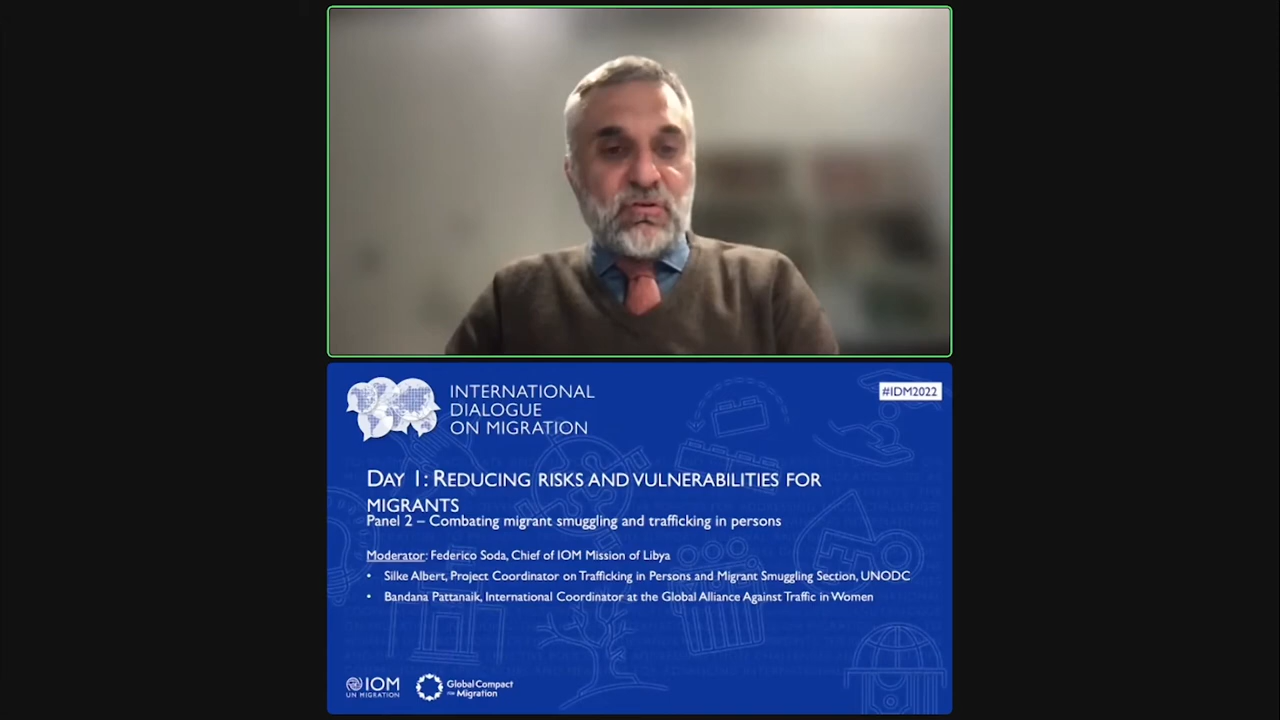 INTERNATIONAL
DIALOGUE
ON MIGRATION
#IDM2022
DAY 1: REDUCING RISKS AND VULNERABILITIES FOR
MIGRANTS
Panel 2 – Combating migrant smuggling and trafficking in persons
Moderator: Federico Soda, Chief of IOM Mission of Libya
• Silke Albert, Project Coordinator on Trafficking in Persons and Migrant Smuggling Section, UNODC
• Bandana Pattanaik, International Coordinator at the Global Alliance Against Traffic in Women
IOM
UN MIGRATION
Global Compact
FOR Migration